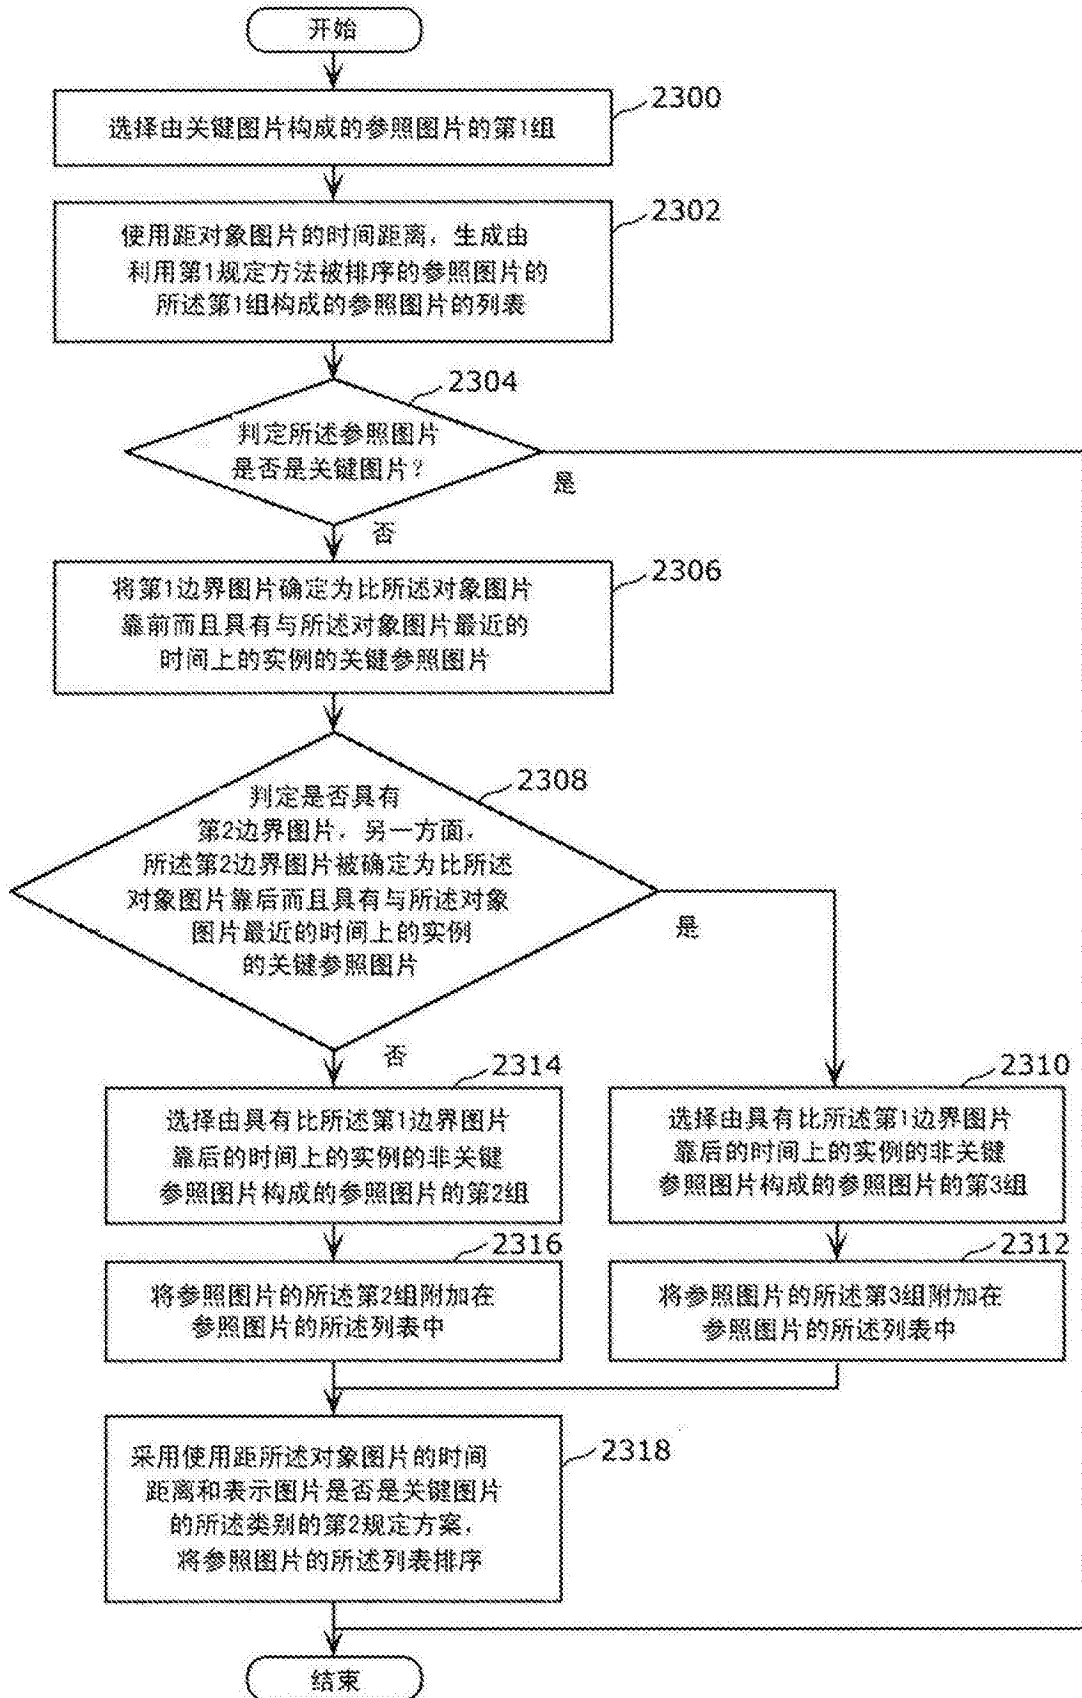 开始
2300
选择由关键图片构成的参照图片的第1组
2302
使用距对象图片的时间距离，生成由
利用第1规定方法被排序的参照图片的
所述第1组构成的参照图片的列表
2304
判定所述参照图片
是否是关键图片？
是
否
2306
将第1边界图片确定为比所述对象图片
靠前而且具有与所述对象图片最近的
时间上的实例的关键参照图片
2308
判定是否具有
第2边界图片，另一方面，
所述第2边界图片被确定为比所述
对象图片靠后而且具有与所述对象
图片最近的时间上的实例
的关键参照图片
是
否
2314
选择由具有比所述第1边界图片
靠后的时间上的实例的非关键
参照图片构成的参照图片的第2组
2310
选择由具有比所述第1边界图片
靠后的时间上的实例的非关键
参照图片构成的参照图片的第3组
2316
将参照图片的所述第2组附加在
参照图片的所述列表中
2312
将参照图片的所述第3组附加在
参照图片的所述列表中
2318
采用使用距所述对象图片的时间
距离和表示图片是否是关键图片
的所述类别的第2规定方案，
将参照图片的所述列表排序
结束